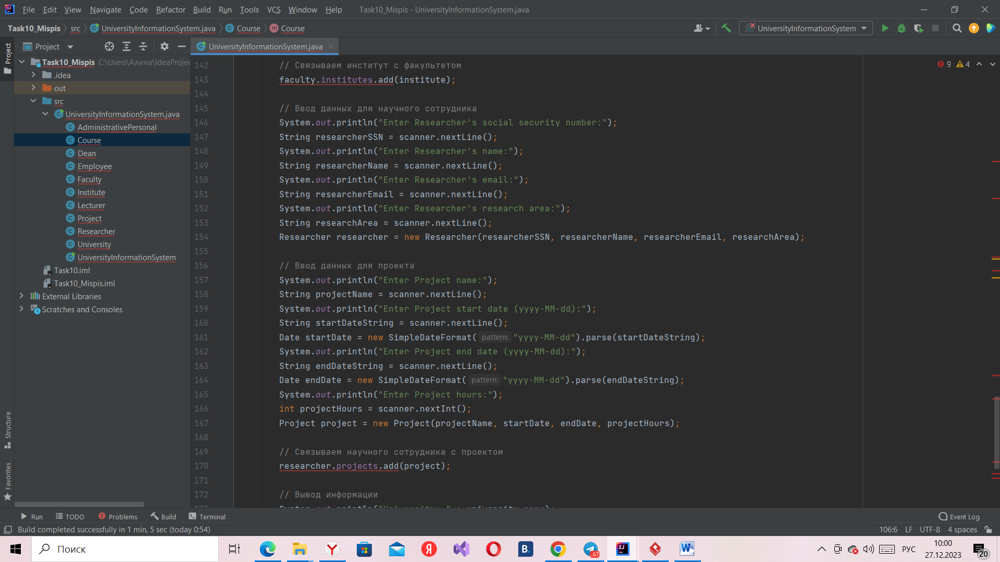 File Edit View Navigate Code Refactor Build Run Tools VCS Window Help Task10_Mispis - UniversityInformationSystem.java
Task10_Mispis src UniversityInformationSystem.java Course Course UniversityInformationSystem
Project UniversityInformationSystem.java
Project
Structure
Favorites
Task10_Mispis C:\Users\Алина\IdeaProjec
.idea
out
src
UniversityInformationSystem.java
AdministrativePersonal
Course
Dean
Employee
Faculty
Institute
Lecturer
Project
Researcher
University
UniversityInformationSystem
Task10.iml
Task10_Mispis.iml
External Libraries
Scratches and Consoles
9 4
142 // Связываем институт с факультетом
143 faculty.institutes.add(institute);
144
145 // Ввод данных для научного сотрудника
146 System.out.println("Enter Researcher's social security number:");
147 String researcherSSN = scanner.nextLine();
148 System.out.println("Enter Researcher's name:");
149 String researcherName = scanner.nextLine();
150 System.out.println("Enter Researcher's email:");
151 String researcherEmail = scanner.nextLine();
152 System.out.println("Enter Researcher's research area:");
153 String researchArea = scanner.nextLine();
154 Researcher researcher = new Researcher(researcherSSN, researcherName, researcherEmail, researchArea);
155
156 // Ввод данных для проекта
157 System.out.println("Enter Project name:");
158 String projectName = scanner.nextLine();
159 System.out.println("Enter Project start date (yyyy-MM-dd):");
160 String startDateString = scanner.nextLine();
161 Date startDate = new SimpleDateFormat( pattern: "yyyy-MM-dd").parse(startDateString);
162 System.out.println("Enter Project end date (yyyy-MM-dd):");
163 String endDateString = scanner.nextLine();
164 Date endDate = new SimpleDateFormat( pattern: "yyyy-MM-dd").parse(endDateString);
165 System.out.println("Enter Project hours:");
166 int projectHours = scanner.nextInt();
167 Project project = new Project(projectName, startDate, endDate, projectHours);
168
169 // Связываем научного сотрудника с проектом
170 researcher.projects.add(project);
171
172 // Вывод информации
173 System.out.println("University: " + university.name);
Run TODO Problems Build Terminal Event Log
Build completed successfully in 1 min, 5 sec (today 0:54) 106:6 LF UTF-8 4 spaces
Поиск РУС 10:00
27.12.2023 20